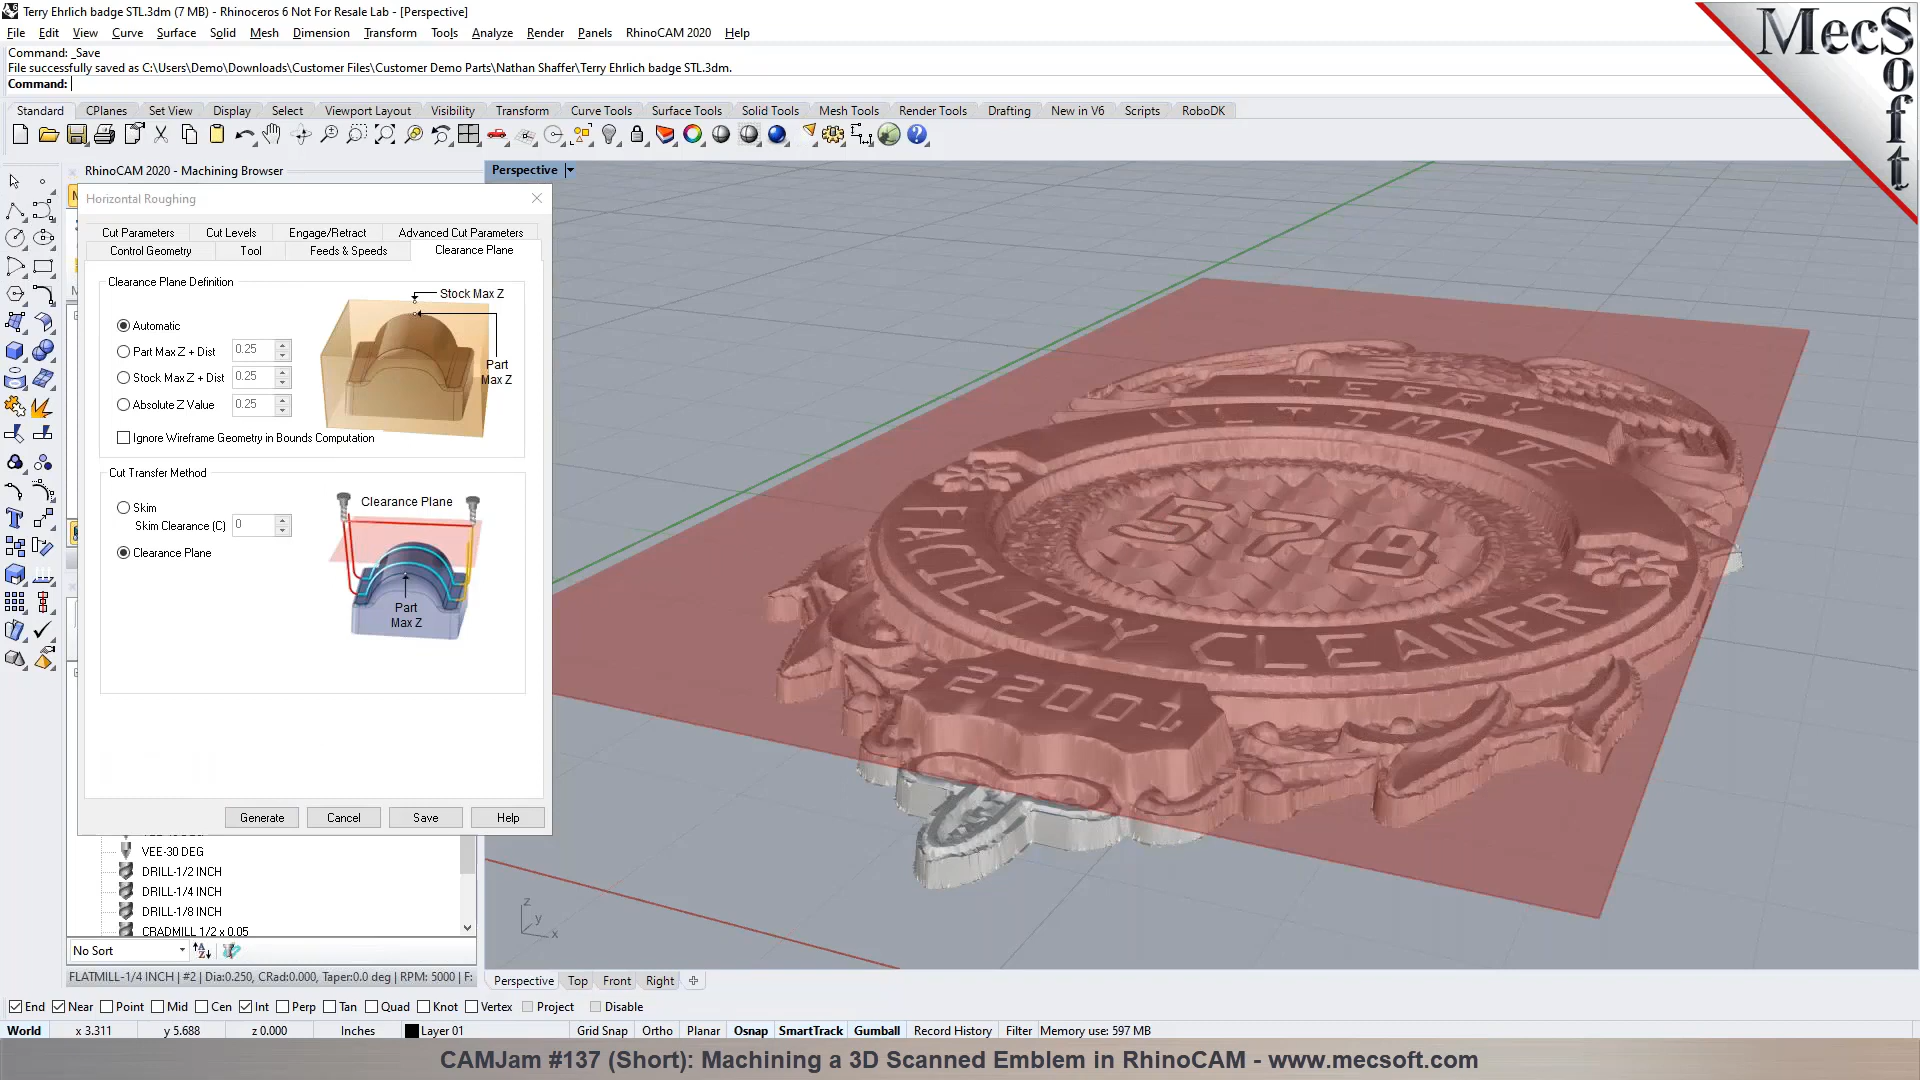 Terry Ehrlich badge STL.3dm (7 MB) - Rhinoceros 6 Not For Resale Lab - [Perspective]
File Edit View Curve Surface Solid Mesh Dimension Transform Tools Analyze Render Panels RhinoCAM 2020 Help
Command: _Save
File successfully saved as C:\Users\Demo\Downloads\Customer Files\Customer Demo Parts\Nathan Shaffer\Terry Ehrlich badge STL.3dm.
Command:
MecSoft
Standard CPlanes Set View Display Select Viewport Layout Visibility Transform Curve Tools Surface Tools Solid Tools Mesh Tools Render Tools Drafting New in V6 Scripts RoboDK
RhinoCAM 2020 - Machining Browser
Perspective
Horizontal Roughing
Cut Parameters Cut Levels Engage/Retract Advanced Cut Parameters
Control Geometry Tool Feeds & Speeds Clearance Plane
Clearance Plane Definition
Stock Max Z
Automatic
Part Max Z + Dist 0.25
Part
Max Z
Stock Max Z + Dist 0.25
Absolute Z Value 0.25
Ignore Wireframe Geometry in Bounds Computation
Cut Transfer Method
Skim
Skim Clearance (C) 0
Clearance Plane
Clearance Plane
Part
Max Z
Generate Cancel Save Help
TERRY
ULTIMATE
578
FACILITY CLEANER
22001
VEE-30 DEG
DRILL-1/2 INCH
DRILL-1/4 INCH
DRILL-1/8 INCH
CRADMILL 1/2 x 0.05
No Sort
FLATMILL-1/4 INCH | #2 | Dia:0.250, CRad:0.000, Taper:0.0 deg | RPM: 5000 | F:
z
y
x
Perspective Top Front Right
End Near Point Mid Cen Int Perp Tan Quad Knot Vertex Project Disable
World x 3.311 y 5.688 z 0.000 Inches Layer 01 Grid Snap Ortho Planar Osnap SmartTrack Gumball Record History Filter Memory use: 597 MB
CAMJam #137 (Short): Machining a 3D Scanned Emblem in RhinoCAM - www.mecsoft.com